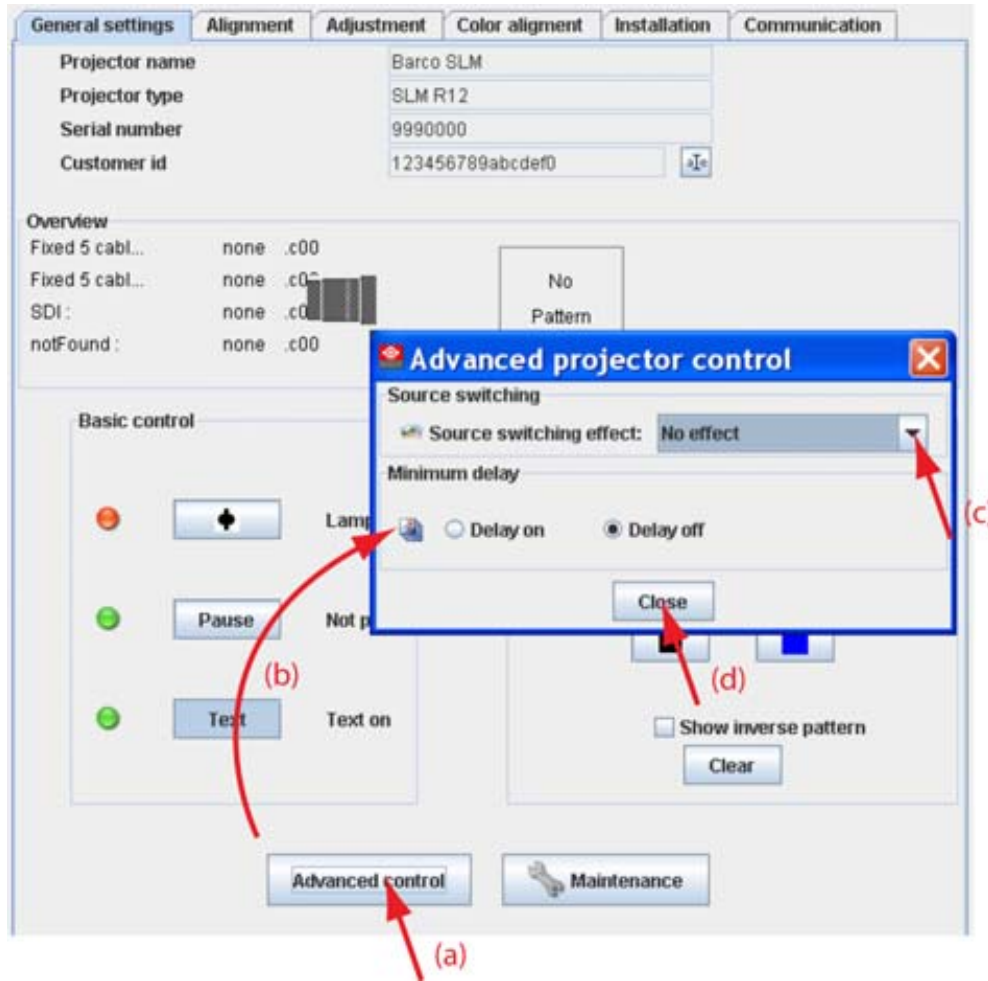 General settings Alignment Adjustment Color aligment Installation Communication
Projector name Barco SLM
Projector type SLM R12
Serial number 9990000
Customer id 123456789abcdef0
Overview
Fixed 5 cabl... none .c00
Fixed 5 cabl... none
SDI : none
notFound : none .c00
No
Pattern
Advanced projector control
Source switching
Source switching effect: No effect
Minimum delay
Delay on Delay off
Close
Basic control
Lamp
Pause Not p
Text Text on
Show inverse pattern
Clear
Advanced control Maintenance
(a)
(b)
(c)
(d)